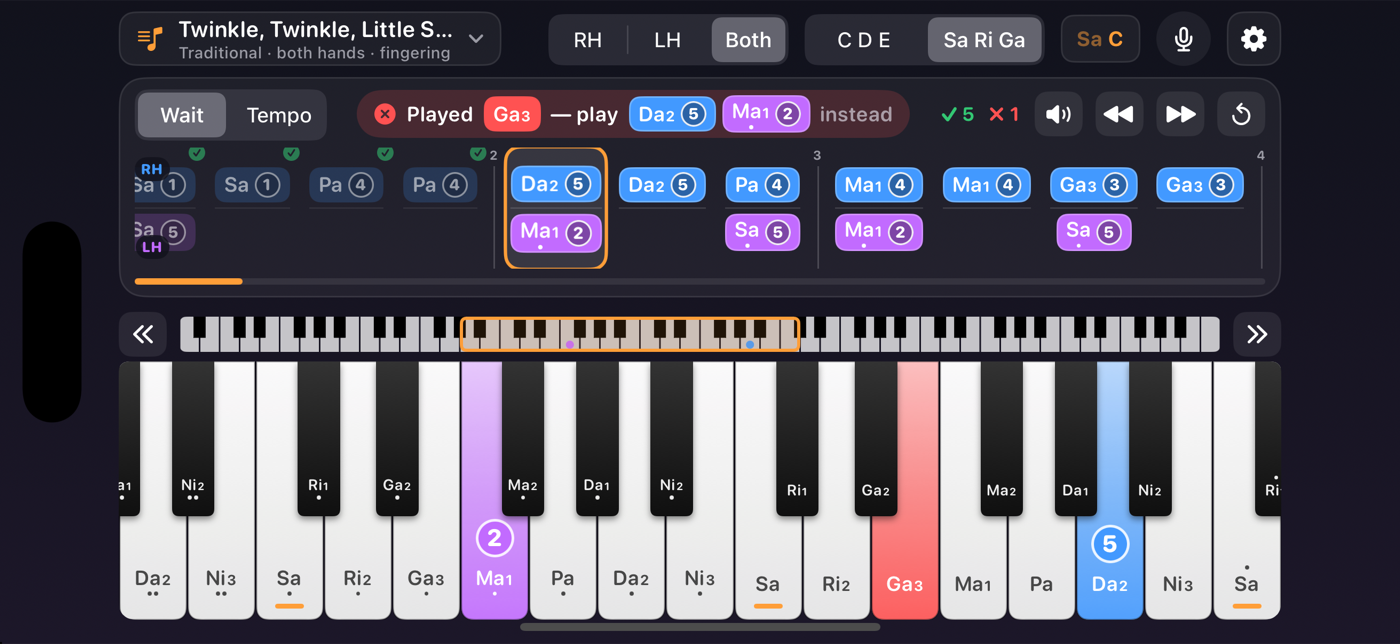 Twinkle, Twinkle, Little S...
Traditional · both hands · fingering
RH LH Both
C D E Sa Ri Ga
Sa C
Wait Tempo
Played Ga3 — play Da2 5 Ma1 2 instead
5 1
2 3 4
RH
Sa 1 Sa 1 Pa 4 Pa 4 Da2 5 Da2 5 Pa 4 Ma1 4 Ma1 4 Ga3 3 Ga3 3
Sa 5 Ma1 2 Sa 5 Ma1 2 Sa 5
LH
Ni2 Ri1 Ga2 Ma2 Da1 Ni2 Ri1 Ga2 Ma2 Da1 Ni2
2 5
Da2 Ni3 Sa Ri2 Ga3 Ma1 Pa Da2 Ni3 Sa Ri2 Ga3 Ma1 Pa Da2 Ni3 Sa